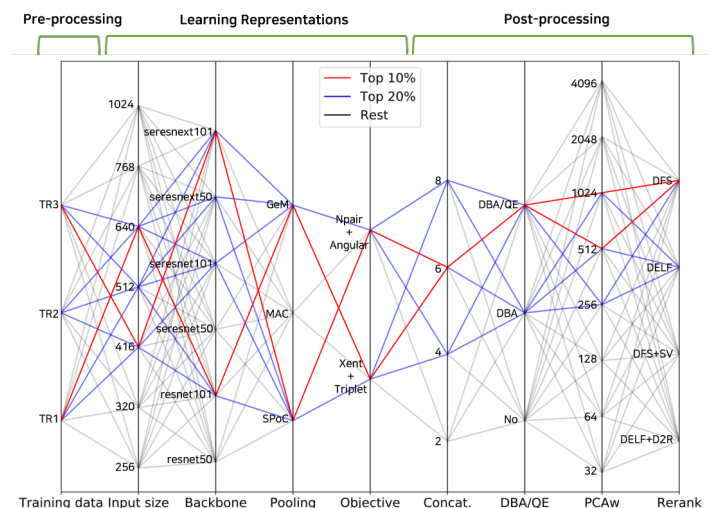 Pre-processing
Learning Representations
Post-processing
Top 10%
Top 20%
Rest
TR3
TR2
TR1
1024
768
640
512
416
320
256
seresnext101
seresnext50
seresnet101
seresnet50
resnet101
resnet50
GeM
MAC
SPoC
Npair
+
Angular
Xent
+
Triplet
8
6
4
2
DBA/QE
DBA
No
4096
2048
1024
512
256
128
64
32
DFS
DELF
DFS+SV
DELF+D2R
Training data Input size Backbone Pooling Objective Concat. DBA/QE PCAw Rerank